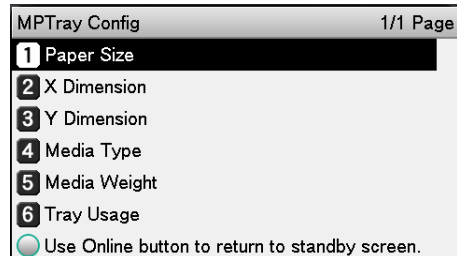 MPTray Config 1/1 Page
1 Paper Size
2 X Dimension
3 Y Dimension
4 Media Type
5 Media Weight
6 Tray Usage
Use Online button to return to standby screen.